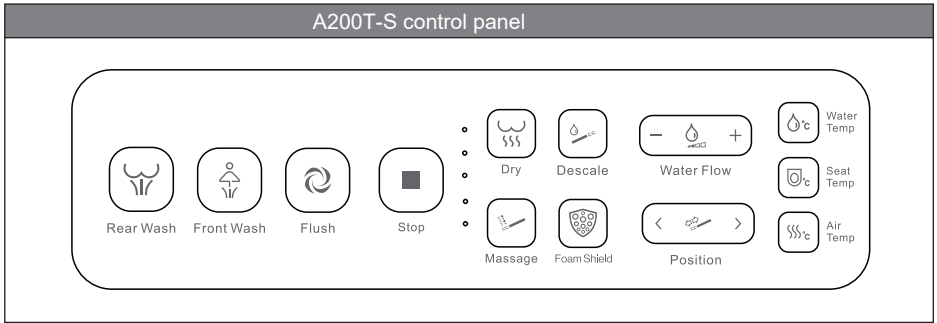 A200T-S control panel
Rear Wash
Front Wash
Flush
Stop
Dry
Descale
Massage
Foam Shield
− +
Water Flow
< >
Position
°c
Water
Temp
°c
Seat
Temp
°c
Air
Temp